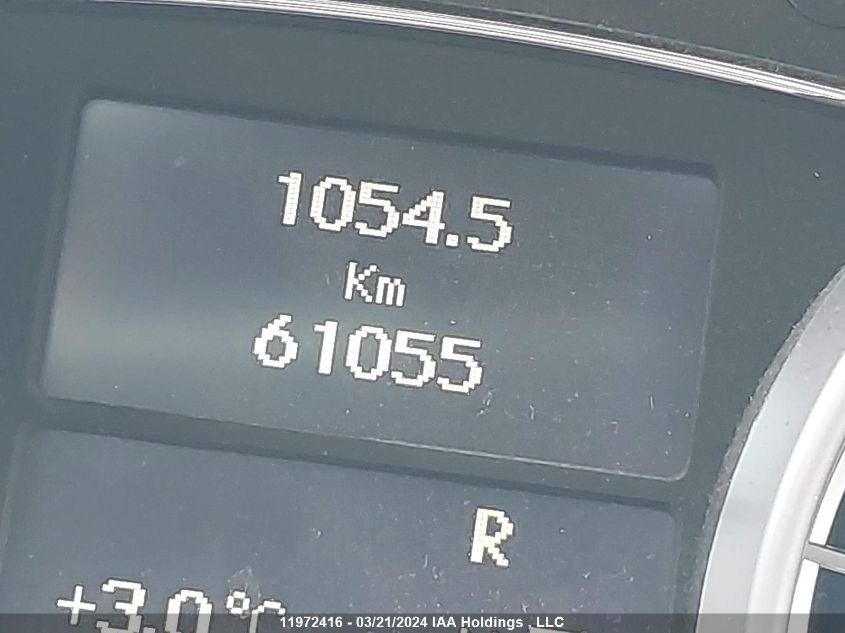 1054.5
Km
61055
R
+3.0°C
11972416 - 03/21/2024 IAA Holdings , LLC